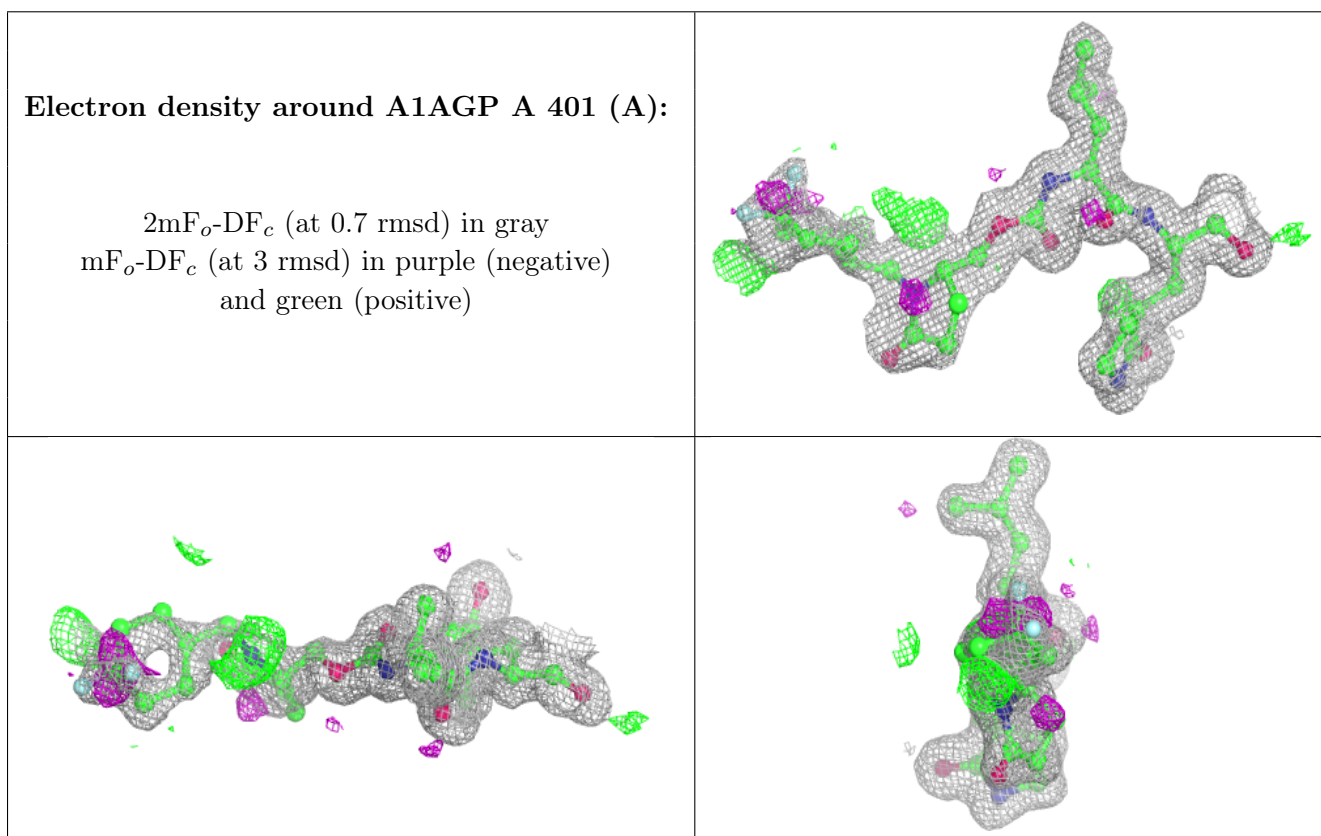 Electron density around A1AGP A 401 (A):
2mFo-DFc (at 0.7 rmsd) in gray
mFo-DFc (at 3 rmsd) in purple (negative)
and green (positive)